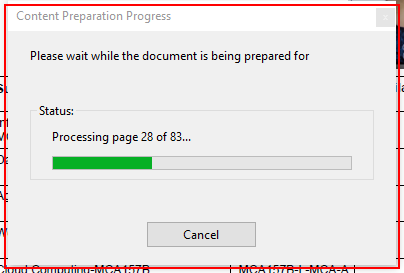 Content Preparation Progress
x
Please wait while the document is being prepared for
Status:
Processing page 28 of 83...
Cancel
Cloud Computing-MCA157B | MCA157B-L-MCA-A |